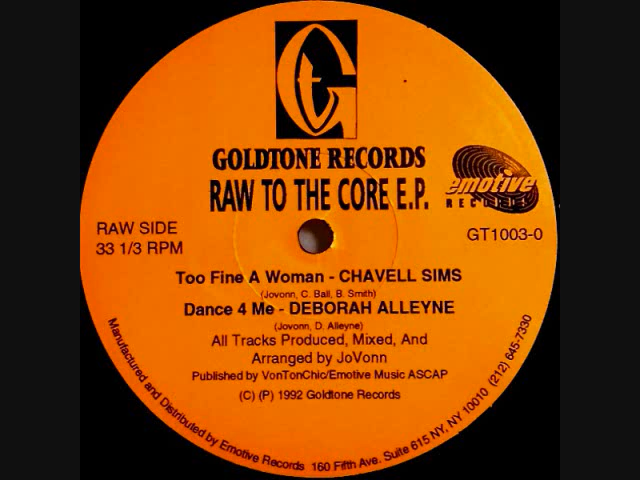 GOLDTONE RECORDS
RAW TO THE CORE E.P.
emotive
RECORDS
RAW SIDE
33 1/3 RPM
GT1003-0
Too Fine A Woman - CHAVELL SIMS
(Jovonn, C. Ball, B. Smith)
Dance 4 Me - DEBORAH ALLEYNE
(Jovonn, D. Alleyne)
All Tracks Produced, Mixed, And
Arranged by JoVonn
Published by VonTonChic/Emotive Music ASCAP
(C) (P) 1992 Goldtone Records
Manufactured and Distributed by Emotive Records 160 Fifth Ave. Suite 615 NY, NY 10010 (212) 645-7330